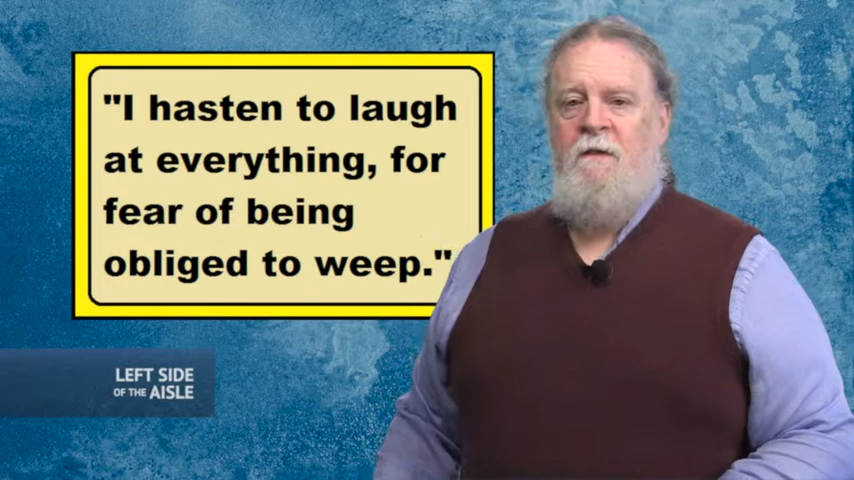 "I hasten to laugh
at everything, for
fear of being
obliged to weep."
LEFT SIDE
OF THE AISLE